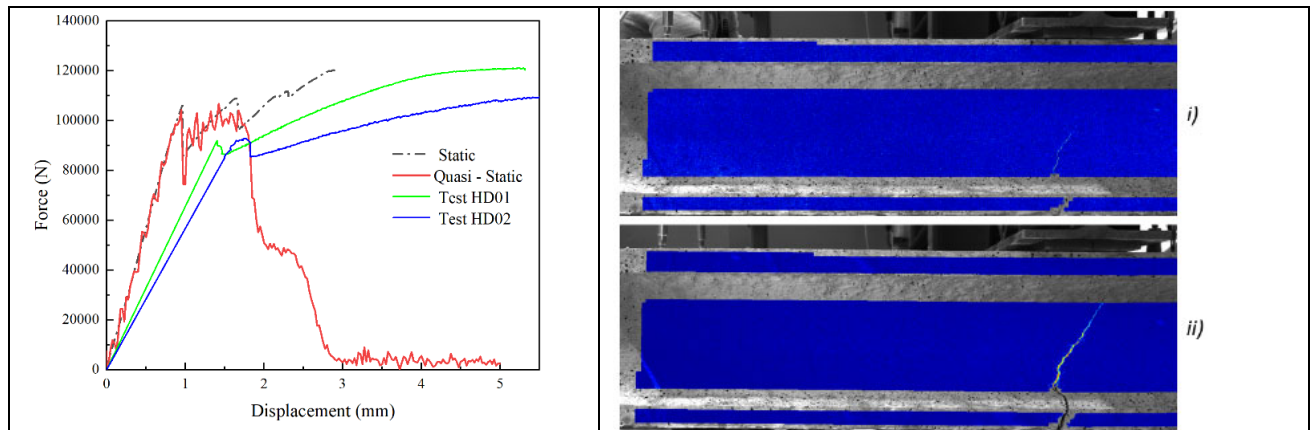 140000
120000
100000
80000
60000
40000
20000
0
Force (N)
Static
Quasi - Static
Test HD01
Test HD02
0 1 2 3 4 5
Displacement (mm)
i)
ii)